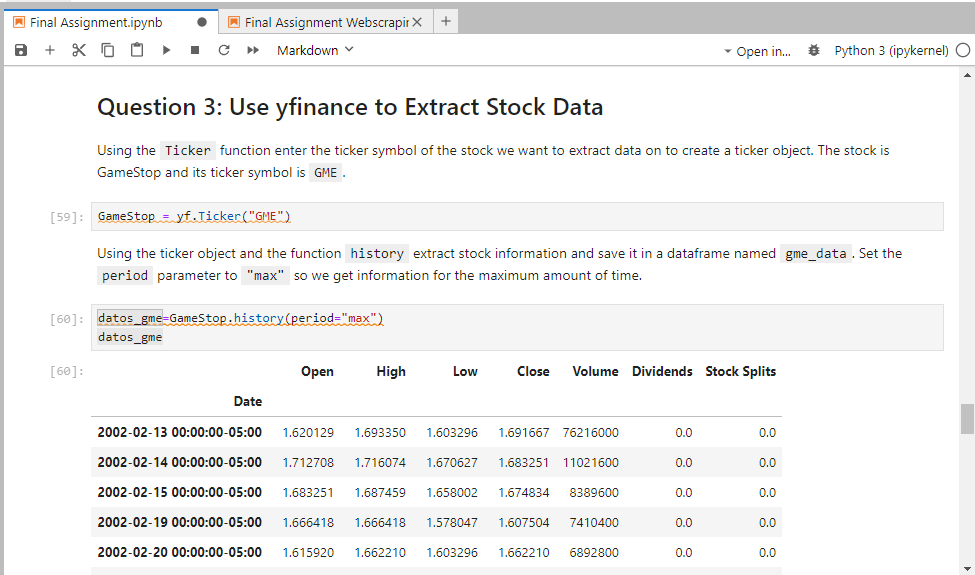 Final Assignment.ipynb
Final Assignment Webscrapin
Markdown
Open in...
Python 3 (ipykernel)
Question 3: Use yfinance to Extract Stock Data
Using the Ticker function enter the ticker symbol of the stock we want to extract data on to create a ticker object. The stock is
GameStop and its ticker symbol is GME .
[59]: GameStop = yf.Ticker("GME")
Using the ticker object and the function history extract stock information and save it in a dataframe named gme_data . Set the
period parameter to "max" so we get information for the maximum amount of time.
[60]: datos_gme=GameStop.history(period="max")
datos_gme
[60]: Open High Low Close Volume Dividends Stock Splits
Date
2002-02-13 00:00:00-05:00 1.620129 1.693350 1.603296 1.691667 76216000 0.0 0.0
2002-02-14 00:00:00-05:00 1.712708 1.716074 1.670627 1.683251 11021600 0.0 0.0
2002-02-15 00:00:00-05:00 1.683251 1.687459 1.658002 1.674834 8389600 0.0 0.0
2002-02-19 00:00:00-05:00 1.666418 1.666418 1.578047 1.607504 7410400 0.0 0.0
2002-02-20 00:00:00-05:00 1.615920 1.662210 1.603296 1.662210 6892800 0.0 0.0